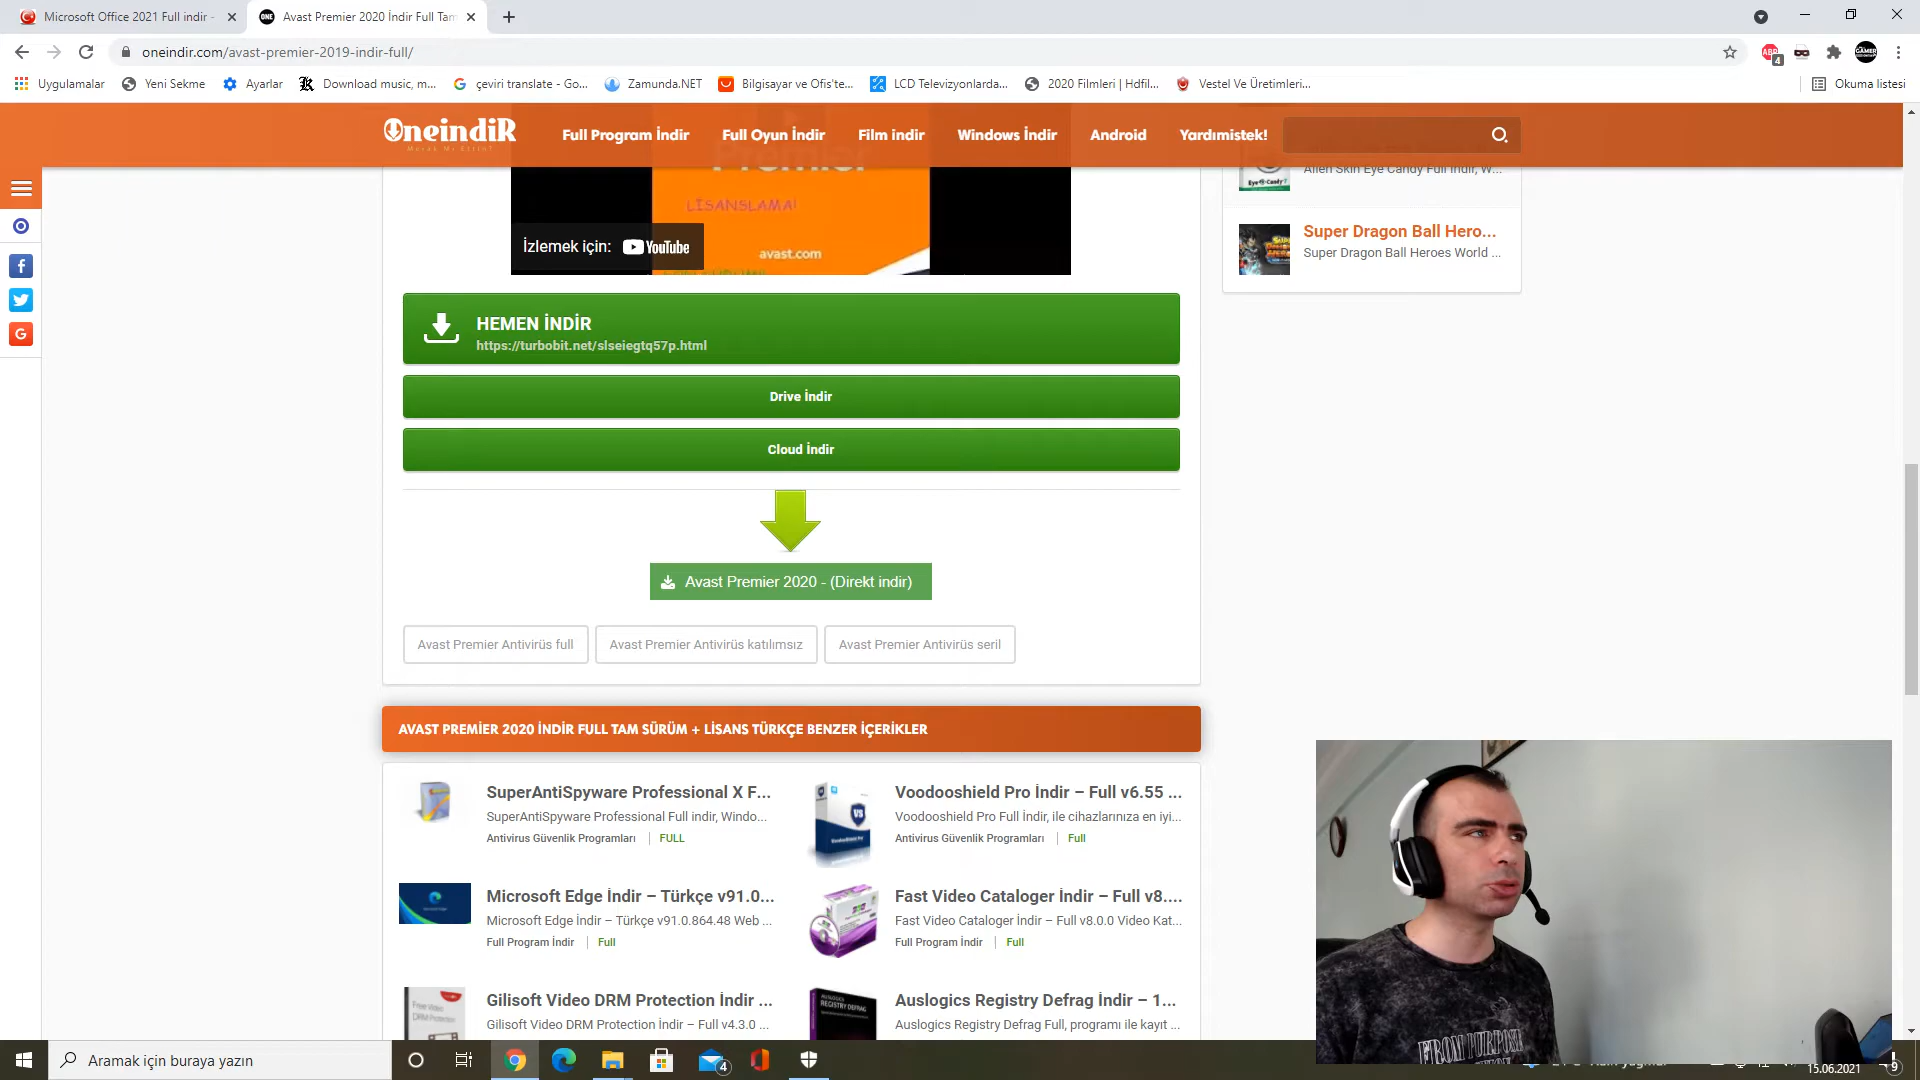 Microsoft Office 2021 Full indir -
Avast Premier 2020 İndir Full Tam
oneindir.com/avast-premier-2019-indir-full/
Uygulamalar
Yeni Sekme
Ayarlar
Download music, m...
çeviri translate - Go...
Zamunda.NET
Bilgisayar ve Ofis'te...
LCD Televizyonlarda...
2020 Filmleri | Hdfil...
Vestel Ve Üretimleri...
Okuma listesi
OneindiR
Full Program İndir
Full Oyun İndir
Film indir
Windows İndir
Android
Yardımistek!
Premier
LİSANSLAMA!
avast.com
İzlemek için: YouTube
Alien Skin Eye Candy Full İndir, W...
Super Dragon Ball Hero...
Super Dragon Ball Heroes World ...
HEMEN İNDİR
https://turbobit.net/slseiegtq57p.html
Drive İndir
Cloud İndir
Avast Premier 2020 - (Direkt indir)
Avast Premier Antivirüs full
Avast Premier Antivirüs katılımsız
Avast Premier Antivirüs seril
AVAST PREMİER 2020 İNDİR FULL TAM SÜRÜM + LİSANS TÜRKÇE BENZER İÇERİKLER
SuperAntiSpyware Professional X F...
SuperAntiSpyware Professional Full indir, Windo...
Antivirus Güvenlik Programları | FULL
Voodooshield Pro İndir – Full v6.55 ...
Voodooshield Pro Full İndir, ile cihazlarınıza en iyi...
Antivirus Güvenlik Programları | Full
Microsoft Edge İndir – Türkçe v91.0...
Microsoft Edge İndir – Türkçe v91.0.864.48 Web ...
Full Program İndir | Full
Fast Video Cataloger İndir – Full v8....
Fast Video Cataloger İndir – Full v8.0.0 Video Kat...
Full Program İndir | Full
Gilisoft Video DRM Protection İndir ...
Gilisoft Video DRM Protection İndir – Full v4.3.0 ...
Auslogics Registry Defrag İndir – 1...
Auslogics Registry Defrag Full, programı ile kayıt ...
FROM PURPOSE
Aramak için buraya yazın
4
15.06.2021
9